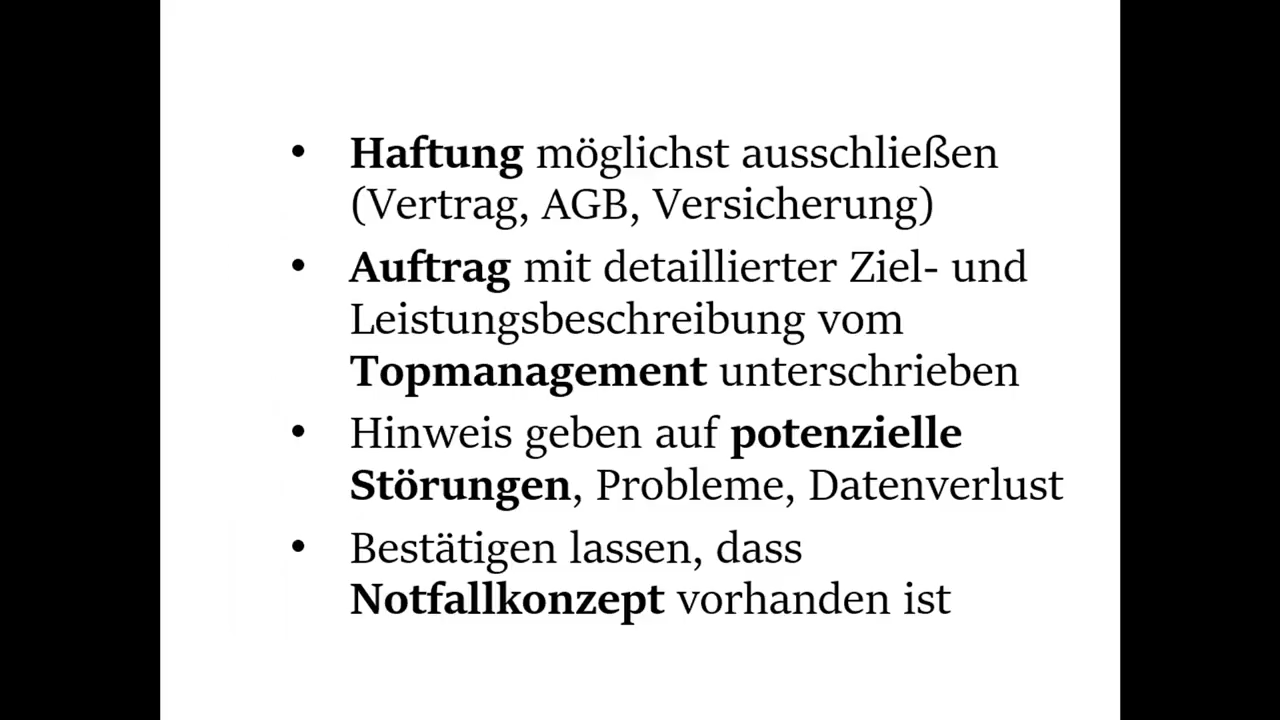 • Haftung möglichst ausschließen
(Vertrag, AGB, Versicherung)
• Auftrag mit detaillierter Ziel- und
Leistungsbeschreibung vom
Topmanagement unterschrieben
• Hinweis geben auf potenzielle
Störungen, Probleme, Datenverlust
• Bestätigen lassen, dass
Notfallkonzept vorhanden ist